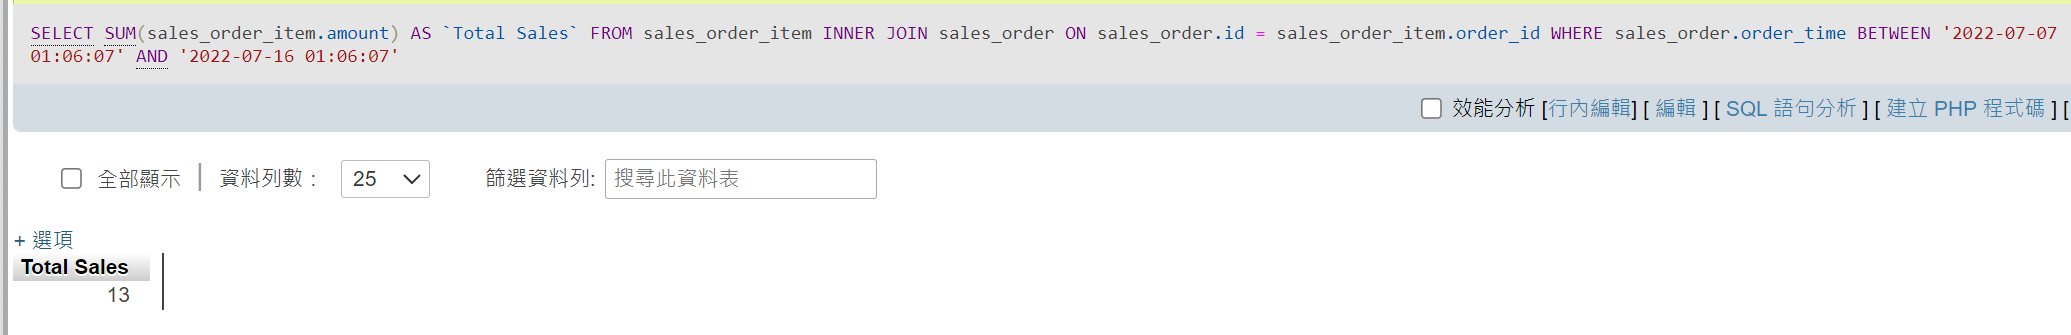 SELECT SUM(sales_order_item.amount) AS `Total Sales` FROM sales_order_item INNER JOIN sales_order ON sales_order.id = sales_order_item.order_id WHERE sales_order.order_time BETWEEN '2022-07-07
01:06:07' AND '2022-07-16 01:06:07'
效能分析 [行內編輯] [ 編輯 ] [ SQL 語句分析 ] [ 建立 PHP 程式碼 ] [
全部顯示 | 資料列數： 25 篩選資料列: 搜尋此資料表
+ 選項
Total Sales
13